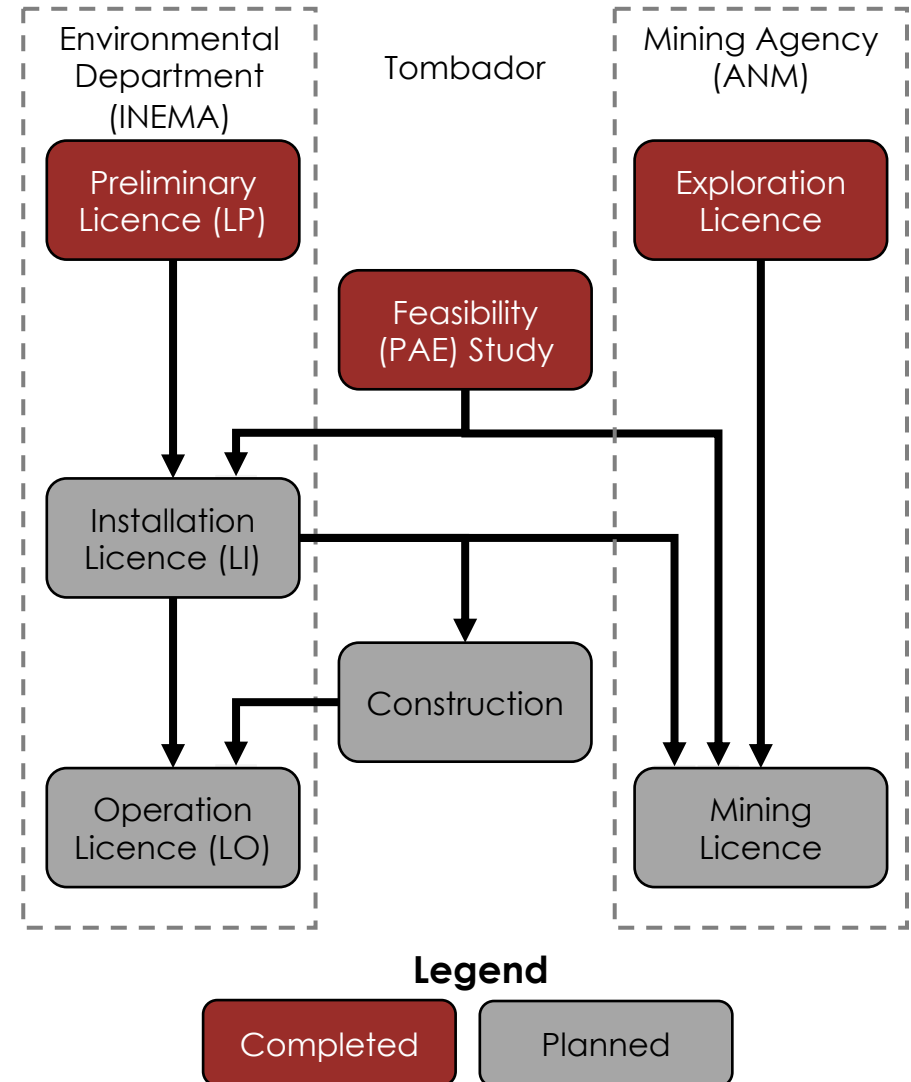 Environmental
Department
(INEMA)
Tombador
Mining Agency
(ANM)
Preliminary
Licence (LP)
Exploration
Licence
Feasibility
(PAE) Study
Installation
Licence (LI)
Construction
Operation
Licence (LO)
Mining
Licence
Legend
Completed
Planned